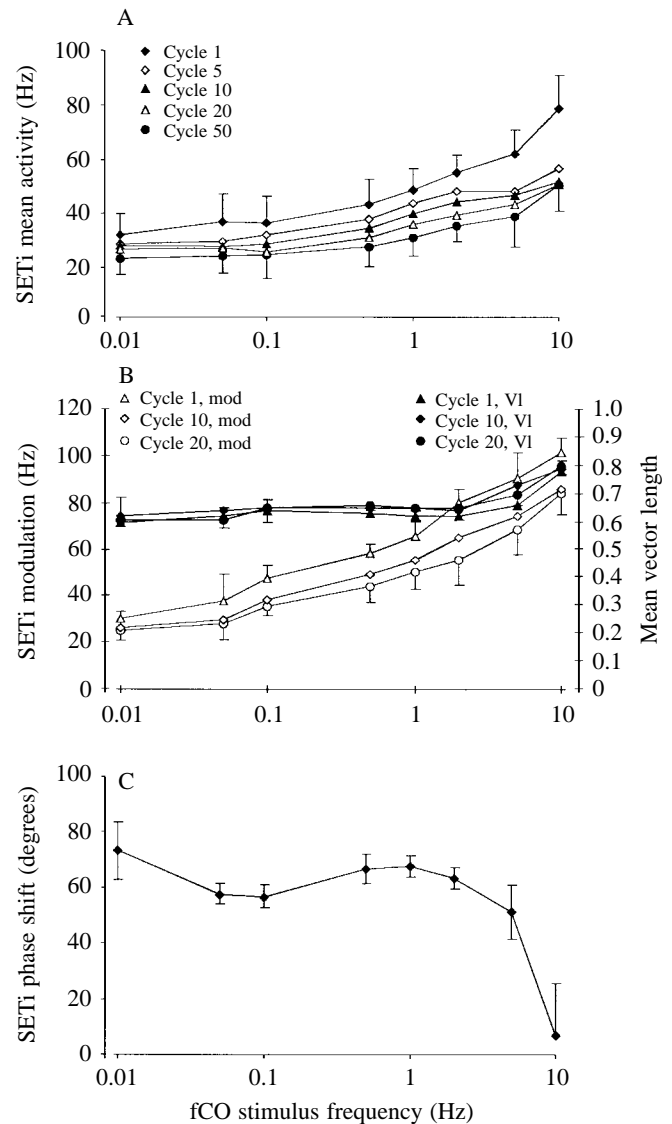 A
SETi mean activity (Hz)
100
80
60
40
20
0
Cycle 1
Cycle 5
Cycle 10
Cycle 20
Cycle 50
0.01
0.1
1
10
B
SETi modulation (Hz)
120
100
80
60
40
20
0
Cycle 1, mod
Cycle 10, mod
Cycle 20, mod
Cycle 1, Vl
Cycle 10, Vl
Cycle 20, Vl
1.0
0.9
0.8
0.7
0.6
0.5
0.4
0.3
0.2
0.1
0
Mean vector length
0.01
0.1
1
10
C
SETi phase shift (degrees)
100
80
60
40
20
0
0.01
0.1
1
10
fCO stimulus frequency (Hz)